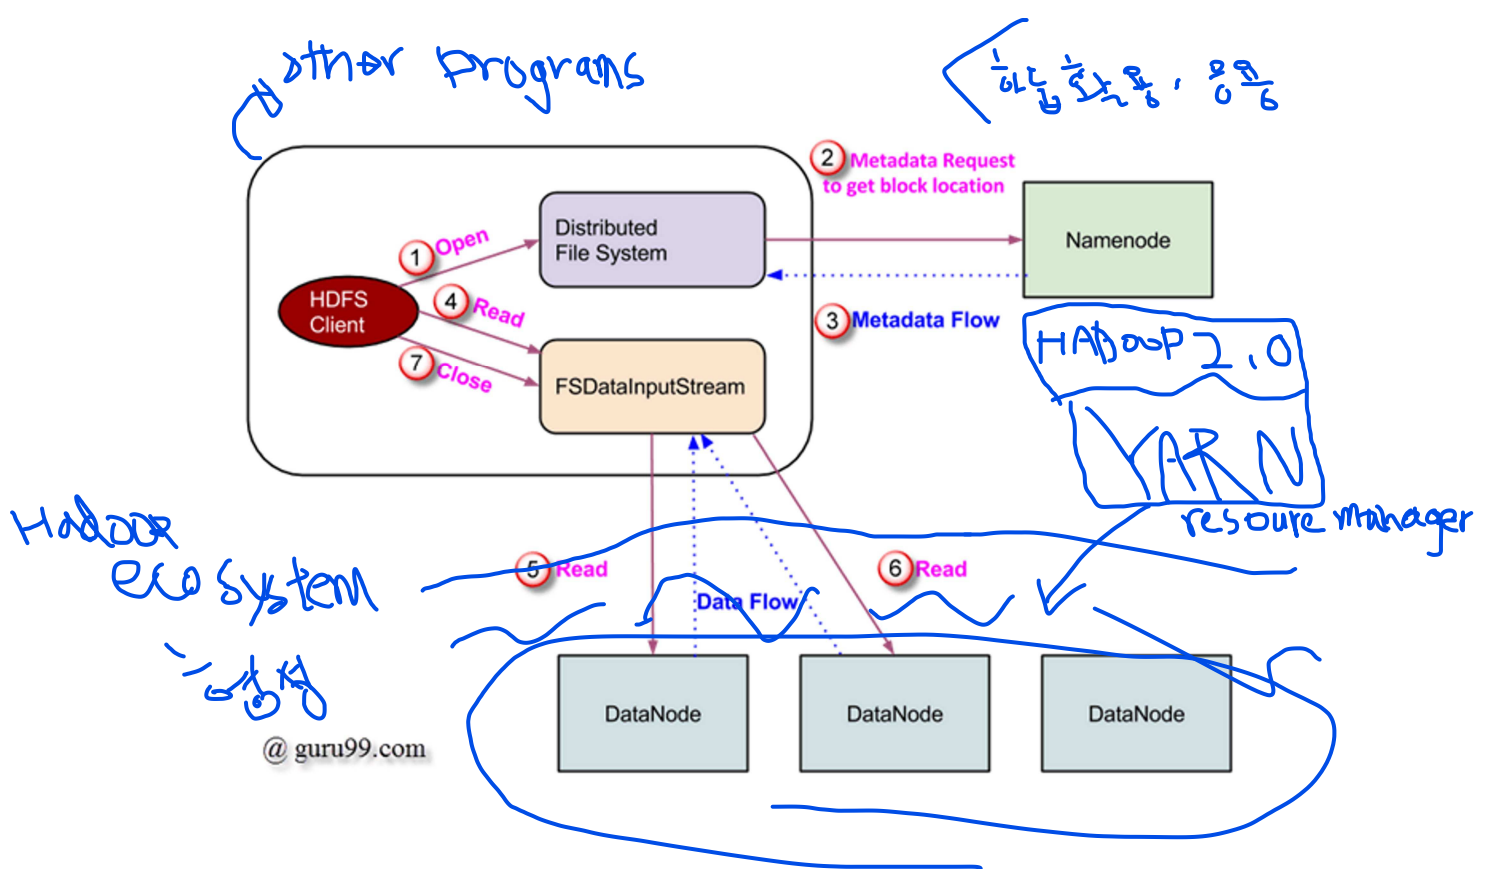 other programs
2 Metadata Request
to get block location
Distributed
File System
Namenode
1 Open
HDFS
Client
4 Read
3 Metadata Flow
7 Close
FSDataInputStream
HADOOP 2.0
YARN
resource manager
Hadoop
eco system
5 Read
6 Read
Data Flow
DataNode
DataNode
DataNode
@ guru99.com